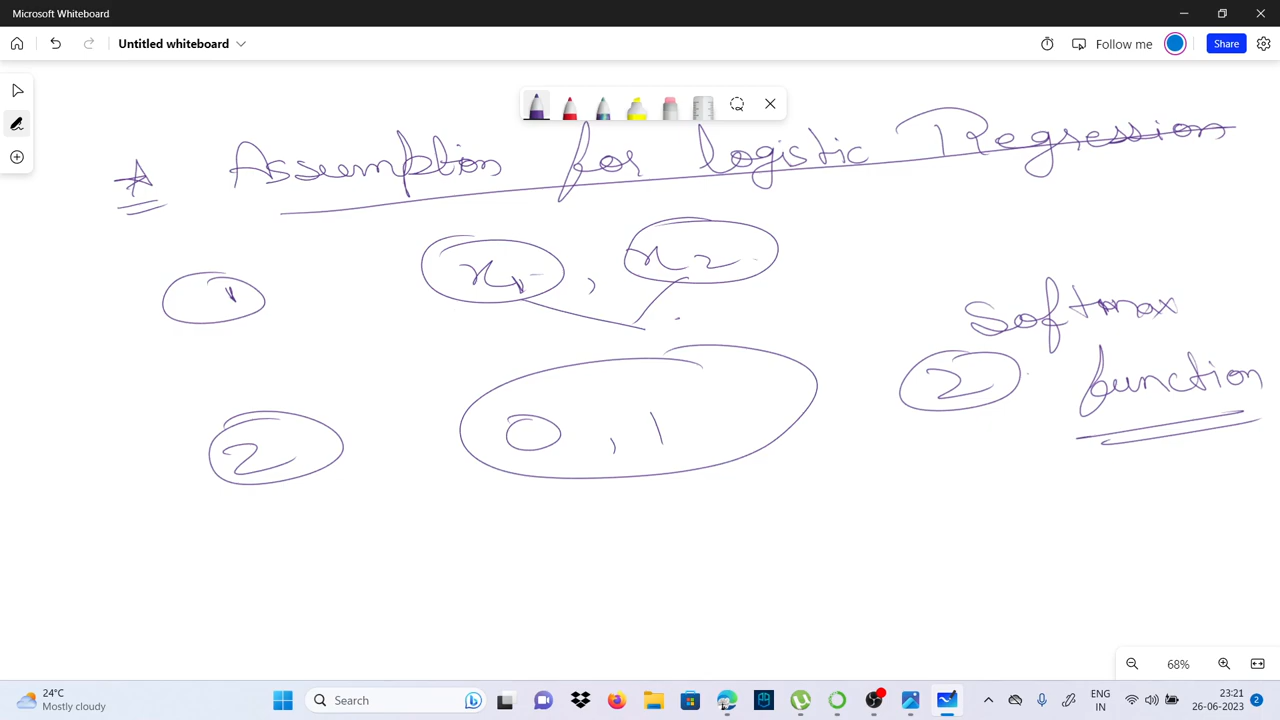 Microsoft Whiteboard
Untitled whiteboard
Follow me
Share
* Assumption for logistic Regression
1
x1, x2
Softmax
2 function
2
0, 1
68%
24°C
Mostly cloudy
Search
ENG
IN
23:21
26-06-2023
2